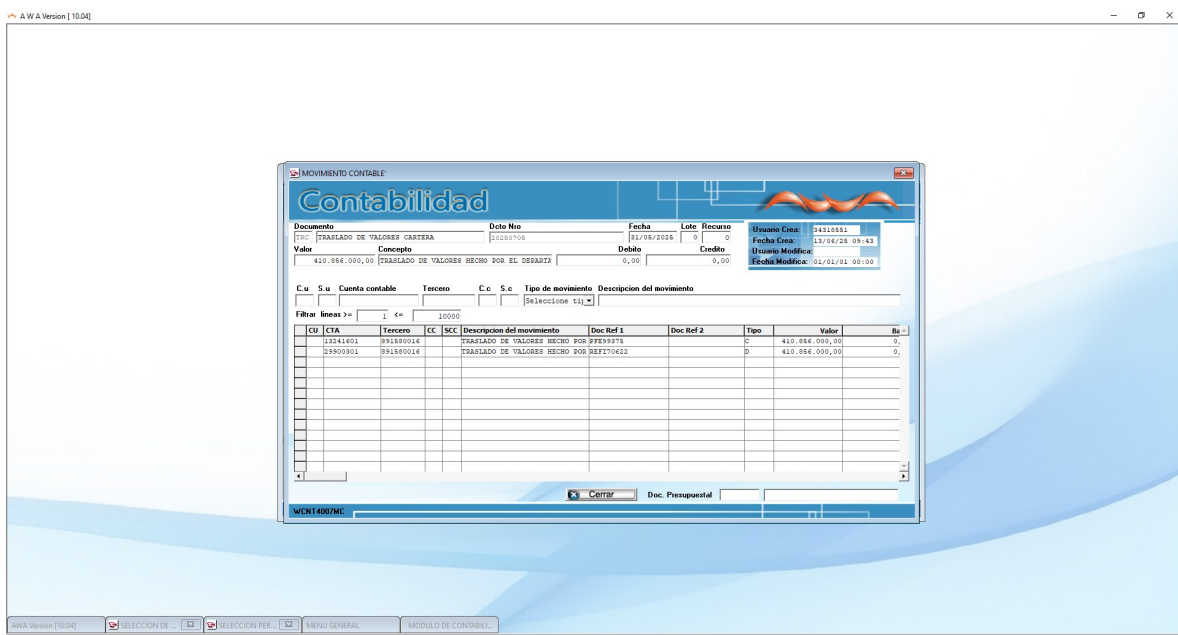 A W A Version [ 10.04]
MOVIMIENTO CONTABLE'
Contabilidad
Documento Dcto Nro Fecha Lote Recurso
TRC TRASLADO DE VALORES CARTERA 20250705 31/05/2025 0 0
Valor Concepto Debito Credito
410.856.000,00 TRASLADO DE VALORES HECHO POR EL DEPARTA 0,00 0,00
Usuario Crea: 34318551
Fecha Crea: 13/06/25 09:43
Usuario Modifica:
Fecha Modifica: 01/01/01 00:00
C.u S.u Cuenta contable Tercero C.c S.c Tipo de movimiento Descripcion del movimiento
Seleccione tij
Filtrar lineas >= 1 <= 10000
CU CTA Tercero CC SCC Descripcion del movimiento Doc Ref 1 Doc Ref 2 Tipo Valor Ba
13241601 891580016 TRASLADO DE VALORES HECHO POR PFE99375 C 410.856.000,00 0,
29900301 891580016 TRASLADO DE VALORES HECHO POR REFI70622 D 410.856.000,00 0,
Cerrar Doc. Presupuestal
WCNT4007MC
AWA Version [10.04] SELECCION DE ... SELECCION PER... MENU GENERAL MODULO DE CONTABILI...